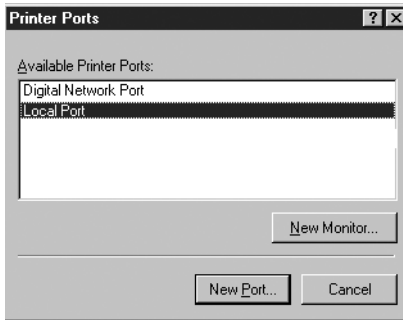 Printer Ports
Available Printer Ports:
Digital Network Port
Local Port
New Monitor...
New Port... Cancel